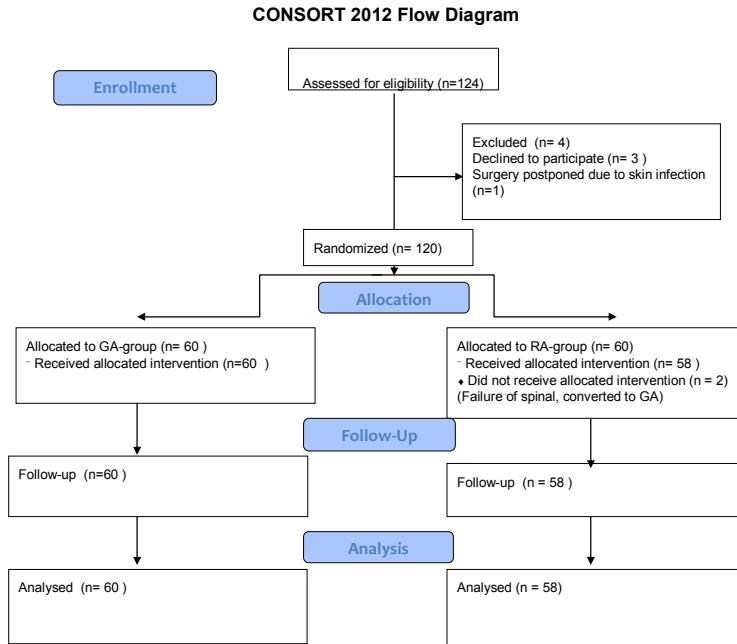 CONSORT 2012 Flow Diagram
Enrollment
Assessed for eligibility (n=124)
Excluded (n= 4)
Declined to participate (n= 3 )
Surgery postponed due to skin infection
(n=1)
Randomized (n= 120)
Allocation
Allocated to GA-group (n= 60 )
- Received allocated intervention (n=60 )
Allocated to RA-group (n= 60)
- Received allocated intervention (n= 58 )
♦ Did not receive allocated intervention (n = 2)
(Failure of spinal, converted to GA)
Follow-Up
Follow-up (n=60 )
Follow-up (n = 58 )
Analysis
Analysed (n= 60 )
Analysed (n = 58)